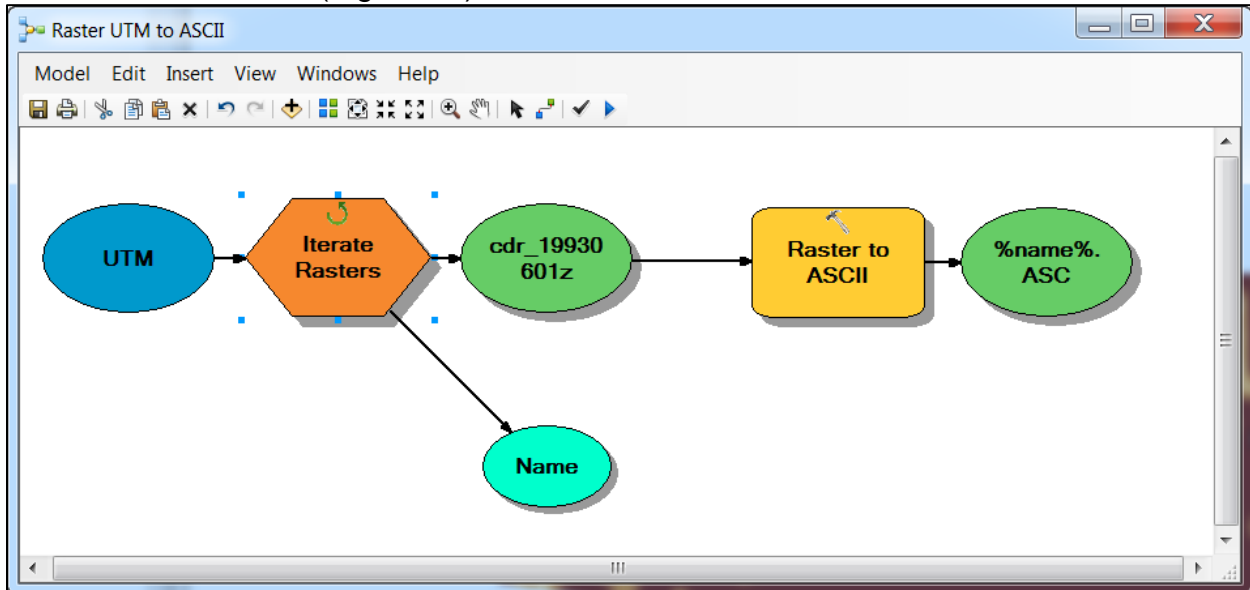 Raster UTM to ASCII
Model Edit Insert View Windows Help
UTM
Iterate
Rasters
cdr_19930
601z
Raster to
ASCII
%name%.
ASC
Name